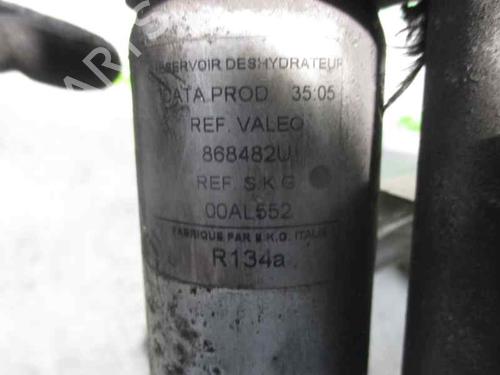 RESERVOIR DESHYDRATEUR
DATA.PROD 35:05
REF. VALEO
868482U
REF. S.K.G
00AL552
FABRIQUE PAR S.K.G. ITALIE
R134a